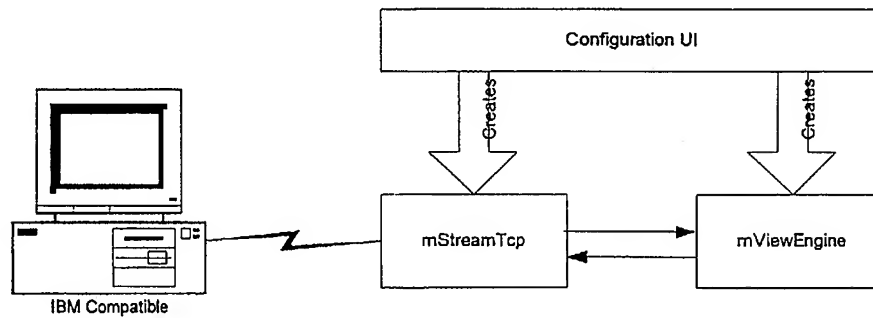 Configuration UI
Creates
Creates
mStreamTcp
mViewEngine
IBM Compatible